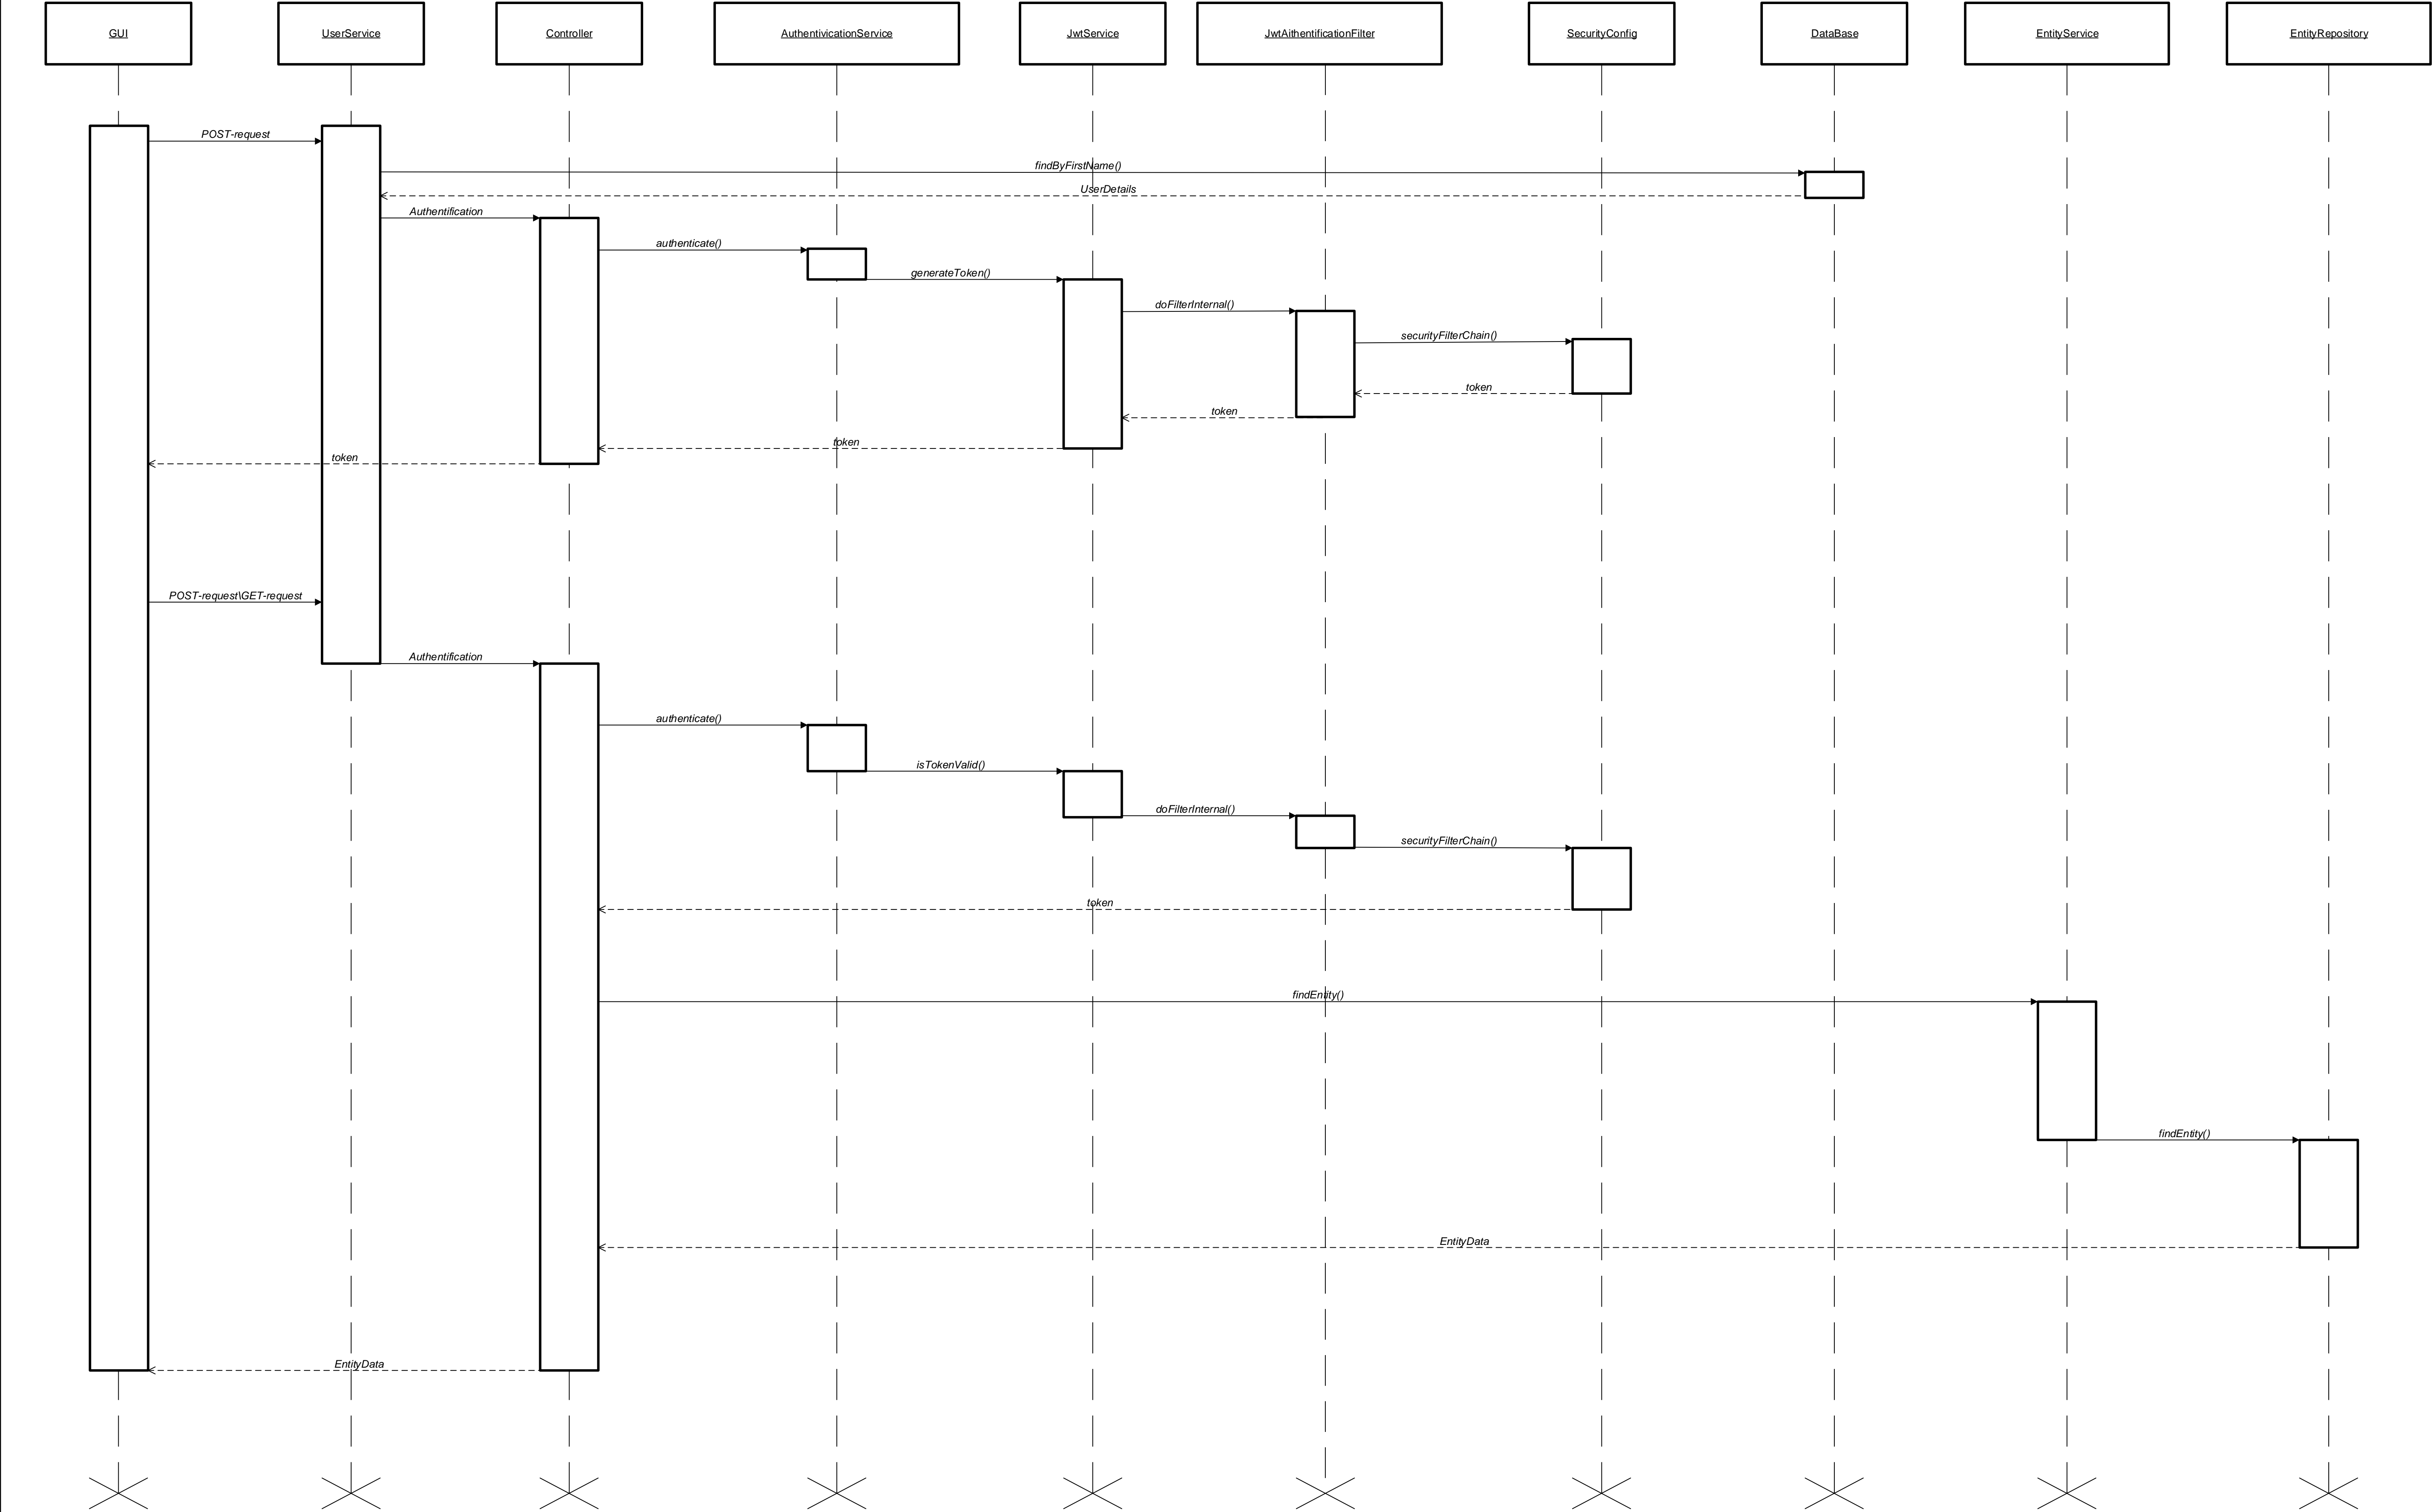 GUI
UserService
Controller
AuthentivicationService
JwtService
JwtAithentificationFilter
SecurityConfig
DataBase
EntityService
EntityRepository
POST-request
findByFirstName()
UserDetails
Authentification
authenticate()
generateToken()
doFilterInternal()
securityFilterChain()
token
token
token
token
POST-request\GET-request
Authentification
authenticate()
isTokenValid()
doFilterInternal()
securityFilterChain()
token
findEntity()
findEntity()
EntityData
EntityData